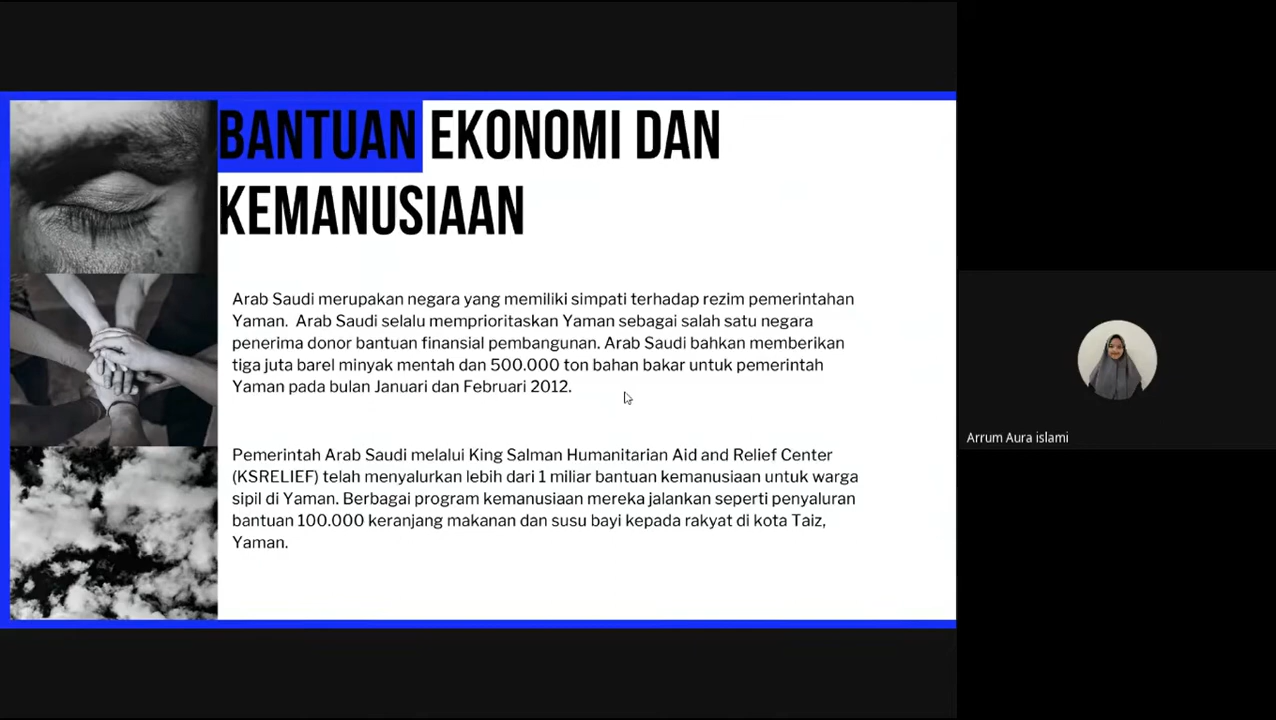 BANTUAN EKONOMI DAN
KEMANUSIAAN
Arab Saudi merupakan negara yang memiliki simpati terhadap rezim pemerintahan
Yaman. Arab Saudi selalu memprioritaskan Yaman sebagai salah satu negara
penerima donor bantuan finansial pembangunan. Arab Saudi bahkan memberikan
tiga juta barel minyak mentah dan 500.000 ton bahan bakar untuk pemerintah
Yaman pada bulan Januari dan Februari 2012.
Pemerintah Arab Saudi melalui King Salman Humanitarian Aid and Relief Center
(KSRELIEF) telah menyalurkan lebih dari 1 miliar bantuan kemanusiaan untuk warga
sipil di Yaman. Berbagai program kemanusiaan mereka jalankan seperti penyaluran
bantuan 100.000 keranjang makanan dan susu bayi kepada rakyat di kota Taiz,
Yaman.
Arrum Aura islami